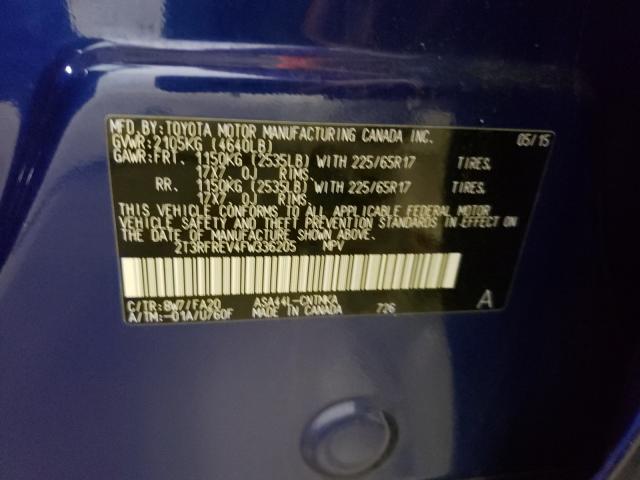 MFD.BY:TOYOTA MOTOR MANUFACTURING CANADA INC. 05/15
GVWR:2105KG (4640LB)
GAWR:FRT. 1150KG (2535LB) WITH 225/65R17 TIRES,
17X7. 0J RIMS.
RR. 1150KG (2535LB) WITH 225/65R17 TIRES,
17X7. 0J RIMS.
THIS VEHICLE CONFORMS TO ALL APPLICABLE FEDERAL MOTOR
VEHICLE SAFETY AND THEFT PREVENTION STANDARDS IN EFFECT ON
THE DATE OF MANUFACTURE SHOWN ABOVE.
2T3RFREV4FW336205 MPV
C/TR:8W7/FA20 ASA44L-CNTMKA 726 A
A/TM:-01A/U760F MADE IN CANADA